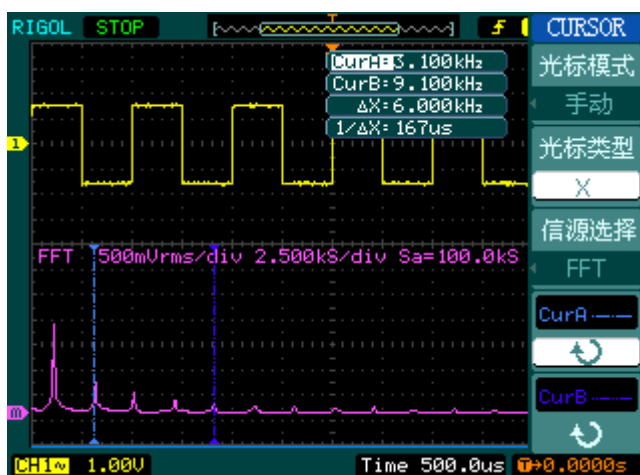 RIGOL STOP
CURSOR
CurA:3.100kHz
CurB:9.100kHz
ΔX:6.000kHz
1/ΔX:167us
光标模式
手动
光标类型
X
信源选择
FFT
CurA
CurB
1
FFT 500mVrms/div 2.500kS/div Sa=100.0kS
M
CH1~ 1.00V Time 500.0us T→0.0000s